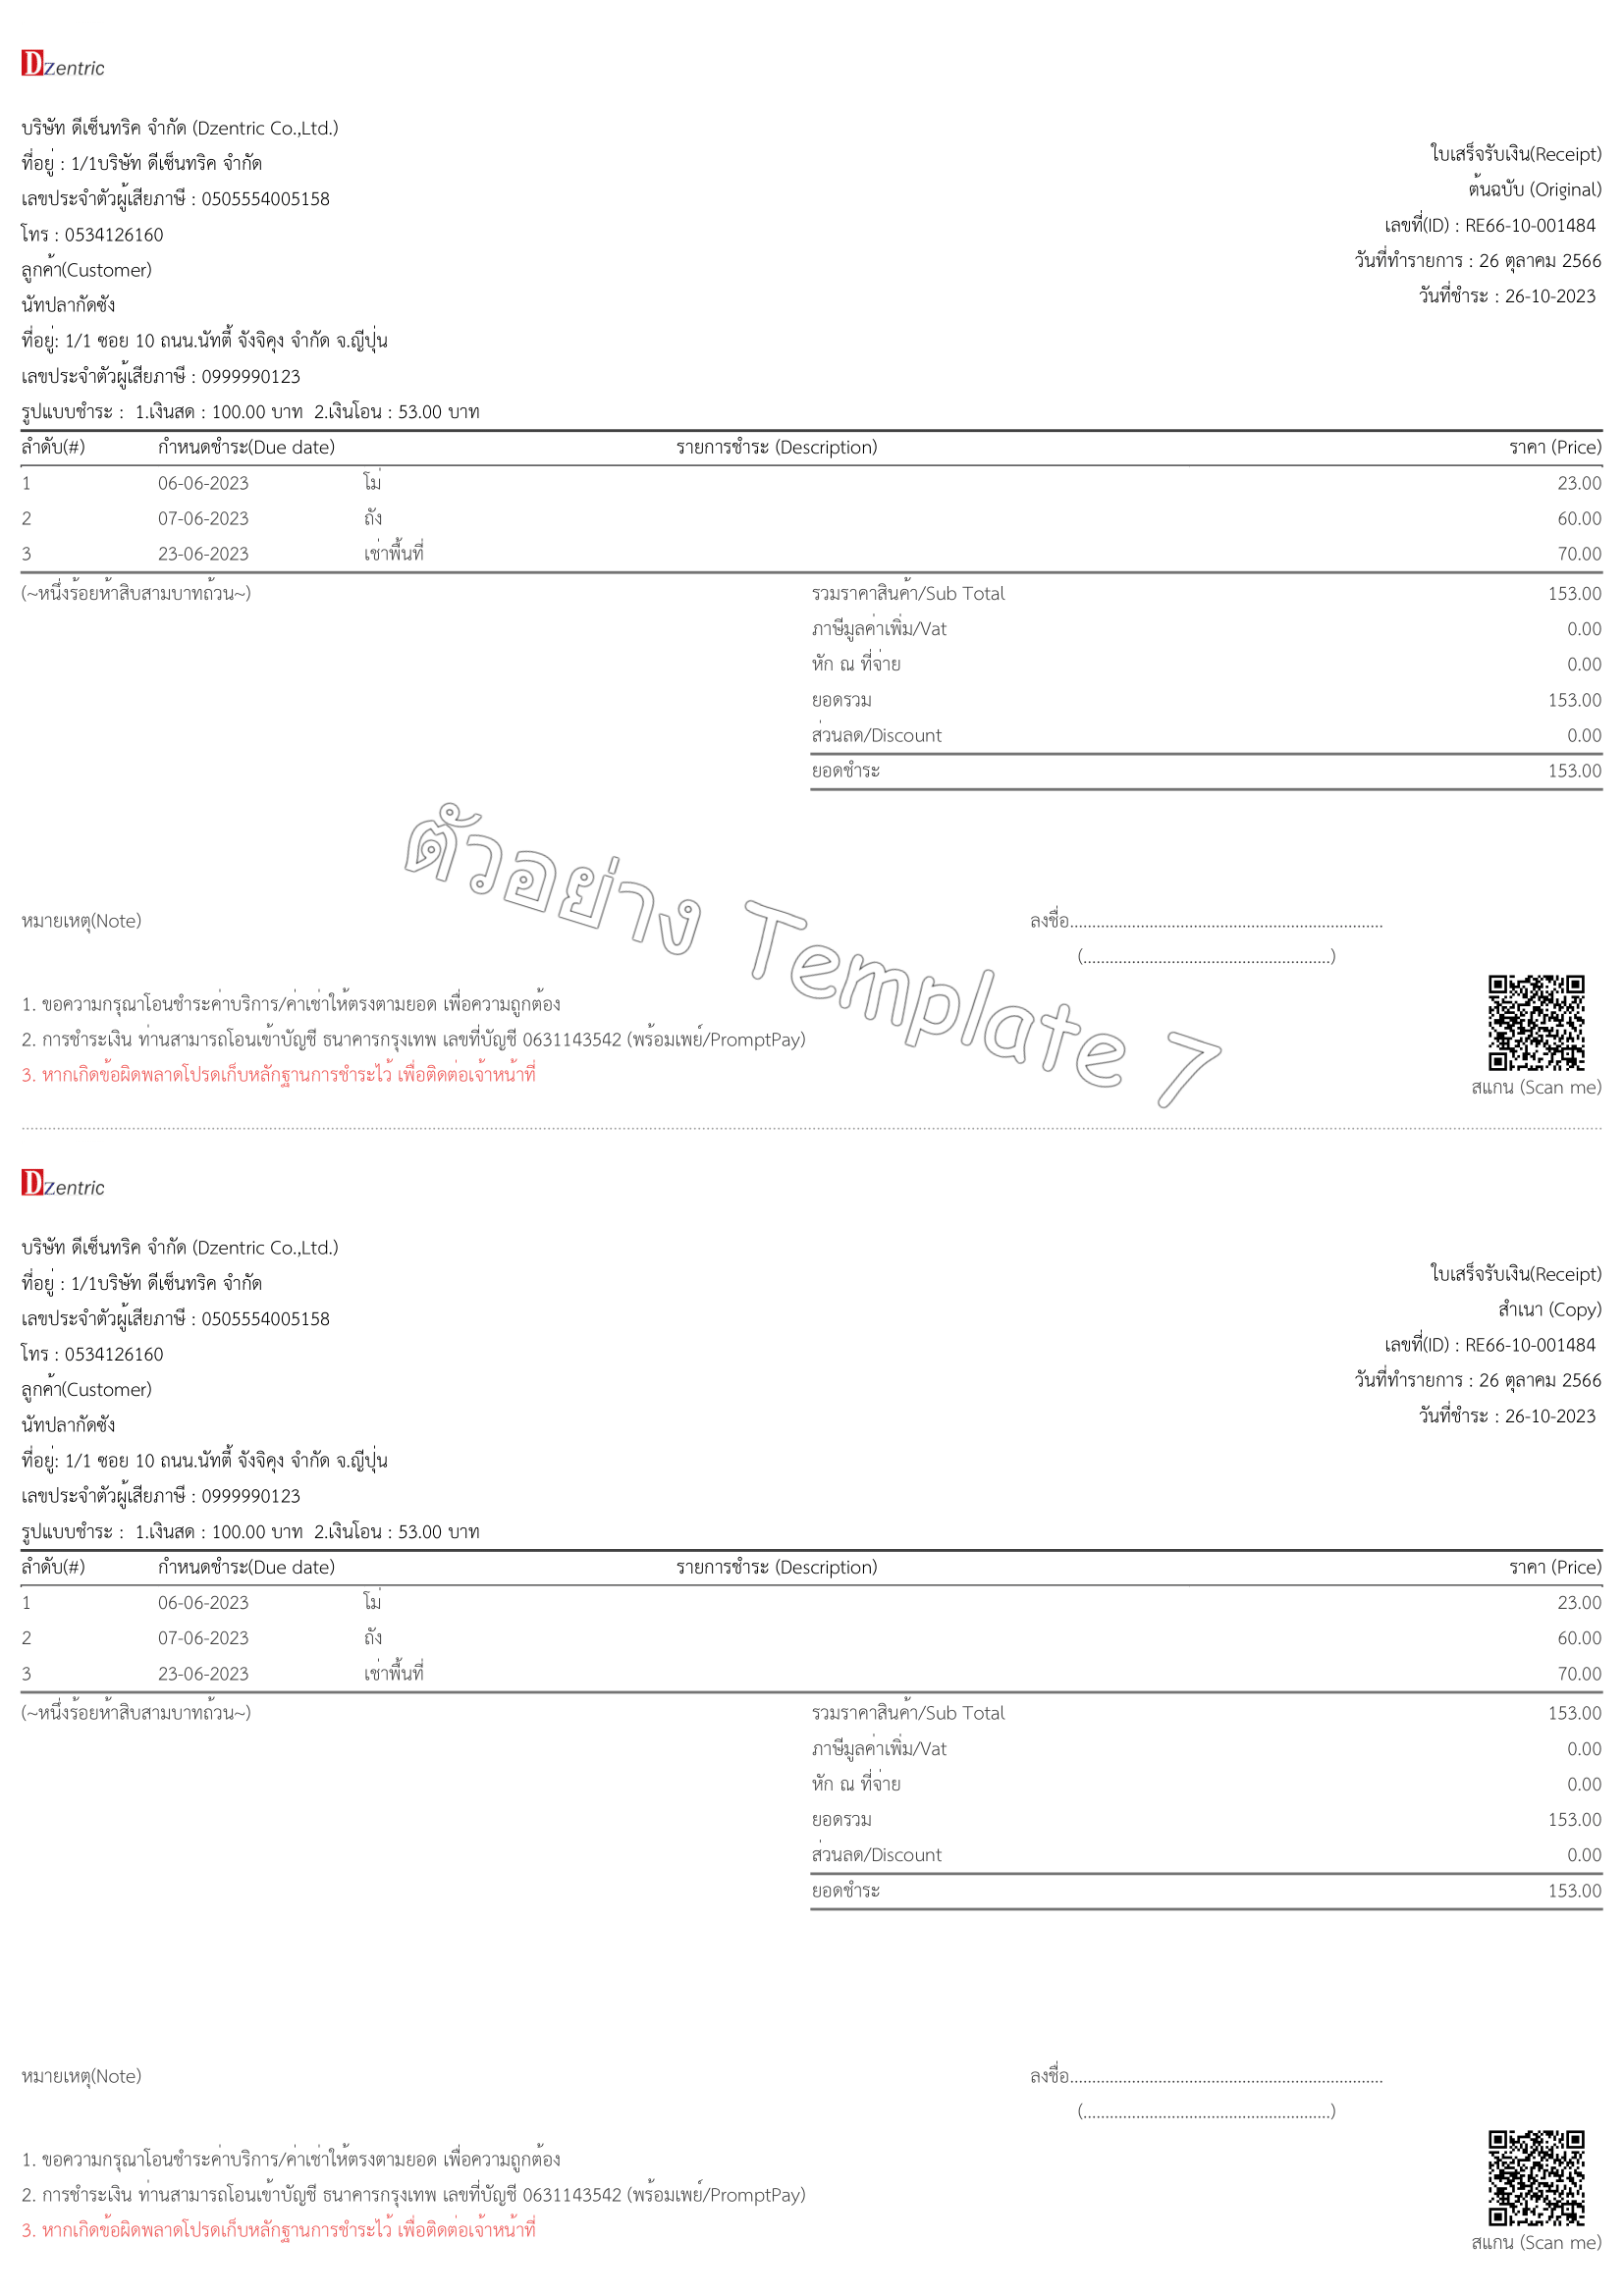 Dzentric
บริษัท ดีเซ็นทริค จำกัด (Dzentric Co.,Ltd.)
ที่อยู่ : 1/1บริษัท ดีเซ็นทริค จำกัด
ใบเสร็จรับเงิน(Receipt)
เลขประจำตัวผู้เสียภาษี : 0505554005158
ต้นฉบับ (Original)
โทร : 0534126160
เลขที่(ID) : RE66-10-001484
ลูกค้า(Customer)
วันที่ทำรายการ : 26 ตุลาคม 2566
นัทปลากัดซัง
วันที่ชำระ : 26-10-2023
ที่อยู่: 1/1 ซอย 10 ถนน.นัทตี้ จังจิคุง จำกัด จ.ญีปุ่น
เลขประจำตัวผู้เสียภาษี : 0999990123
รูปแบบชำระ : 1.เงินสด : 100.00 บาท 2.เงินโอน : 53.00 บาท
ลำดับ(#) กำหนดชำระ(Due date) รายการชำระ (Description) ราคา (Price)
1 06-06-2023 โม่ 23.00
2 07-06-2023 ถัง 60.00
3 23-06-2023 เช่าพื้นที่ 70.00
(~หนึ่งร้อยห้าสิบสามบาทถ้วน~) รวมราคาสินค้า/Sub Total 153.00
ภาษีมูลค่าเพิ่ม/Vat 0.00
หัก ณ ที่จ่าย 0.00
ยอดรวม 153.00
ส่วนลด/Discount 0.00
ยอดชำระ 153.00
ตัวอย่าง Template 7
หมายเหตุ(Note) ลงชื่อ.......................................................................
(........................................................)
1. ขอความกรุณาโอนชำระค่าบริการ/ค่าเช่าให้ตรงตามยอด เพื่อความถูกต้อง
2. การชำระเงิน ท่านสามารถโอนเข้าบัญชี ธนาคารกรุงเทพ เลขที่บัญชี 0631143542 (พร้อมเพย์/PromptPay)
3. หากเกิดข้อผิดพลาดโปรดเก็บหลักฐานการชำระไว้ เพื่อติดต่อเจ้าหน้าที่
สแกน (Scan me)
Dzentric
บริษัท ดีเซ็นทริค จำกัด (Dzentric Co.,Ltd.)
ที่อยู่ : 1/1บริษัท ดีเซ็นทริค จำกัด
ใบเสร็จรับเงิน(Receipt)
เลขประจำตัวผู้เสียภาษี : 0505554005158
สำเนา (Copy)
โทร : 0534126160
เลขที่(ID) : RE66-10-001484
ลูกค้า(Customer)
วันที่ทำรายการ : 26 ตุลาคม 2566
นัทปลากัดซัง
วันที่ชำระ : 26-10-2023
ที่อยู่: 1/1 ซอย 10 ถนน.นัทตี้ จังจิคุง จำกัด จ.ญีปุ่น
เลขประจำตัวผู้เสียภาษี : 0999990123
รูปแบบชำระ : 1.เงินสด : 100.00 บาท 2.เงินโอน : 53.00 บาท
ลำดับ(#) กำหนดชำระ(Due date) รายการชำระ (Description) ราคา (Price)
1 06-06-2023 โม่ 23.00
2 07-06-2023 ถัง 60.00
3 23-06-2023 เช่าพื้นที่ 70.00
(~หนึ่งร้อยห้าสิบสามบาทถ้วน~) รวมราคาสินค้า/Sub Total 153.00
ภาษีมูลค่าเพิ่ม/Vat 0.00
หัก ณ ที่จ่าย 0.00
ยอดรวม 153.00
ส่วนลด/Discount 0.00
ยอดชำระ 153.00
หมายเหตุ(Note) ลงชื่อ.......................................................................
(........................................................)
1. ขอความกรุณาโอนชำระค่าบริการ/ค่าเช่าให้ตรงตามยอด เพื่อความถูกต้อง
2. การชำระเงิน ท่านสามารถโอนเข้าบัญชี ธนาคารกรุงเทพ เลขที่บัญชี 0631143542 (พร้อมเพย์/PromptPay)
3. หากเกิดข้อผิดพลาดโปรดเก็บหลักฐานการชำระไว้ เพื่อติดต่อเจ้าหน้าที่
สแกน (Scan me)